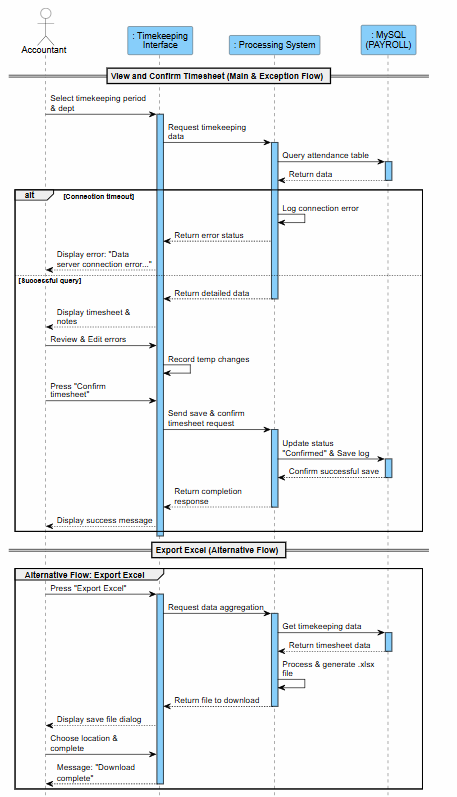 Accountant
: Timekeeping
Interface
: Processing System
: MySQL
(PAYROLL)
View and Confirm Timesheet (Main & Exception Flow)
Select timekeeping period
& dept
Request timekeeping
data
Query attendance table
Return data
alt
[Connection timeout]
Log connection error
Return error status
Display error: "Data
server connection error..."
[Successful query]
Return detailed data
Display timesheet &
notes
Review & Edit errors
Record temp changes
Press "Confirm
timesheet"
Send save & confirm
timesheet request
Update status
"Confirmed" & Save log
Confirm successful save
Return completion
response
Display success message
Export Excel (Alternative Flow)
Alternative Flow: Export Excel
Press "Export Excel"
Request data aggregation
Get timekeeping data
Return timesheet data
Process & generate .xlsx
file
Return file to download
Display save file dialog
Choose location &
complete
Message: "Download
complete"